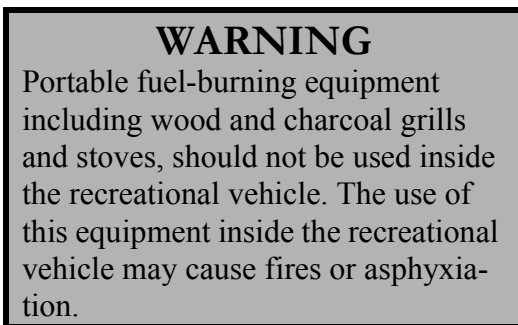 WARNING
Portable fuel-burning equipment
including wood and charcoal grills
and stoves, should not be used inside
the recreational vehicle. The use of
this equipment inside the recreational
vehicle may cause fires or asphyxia-
tion.